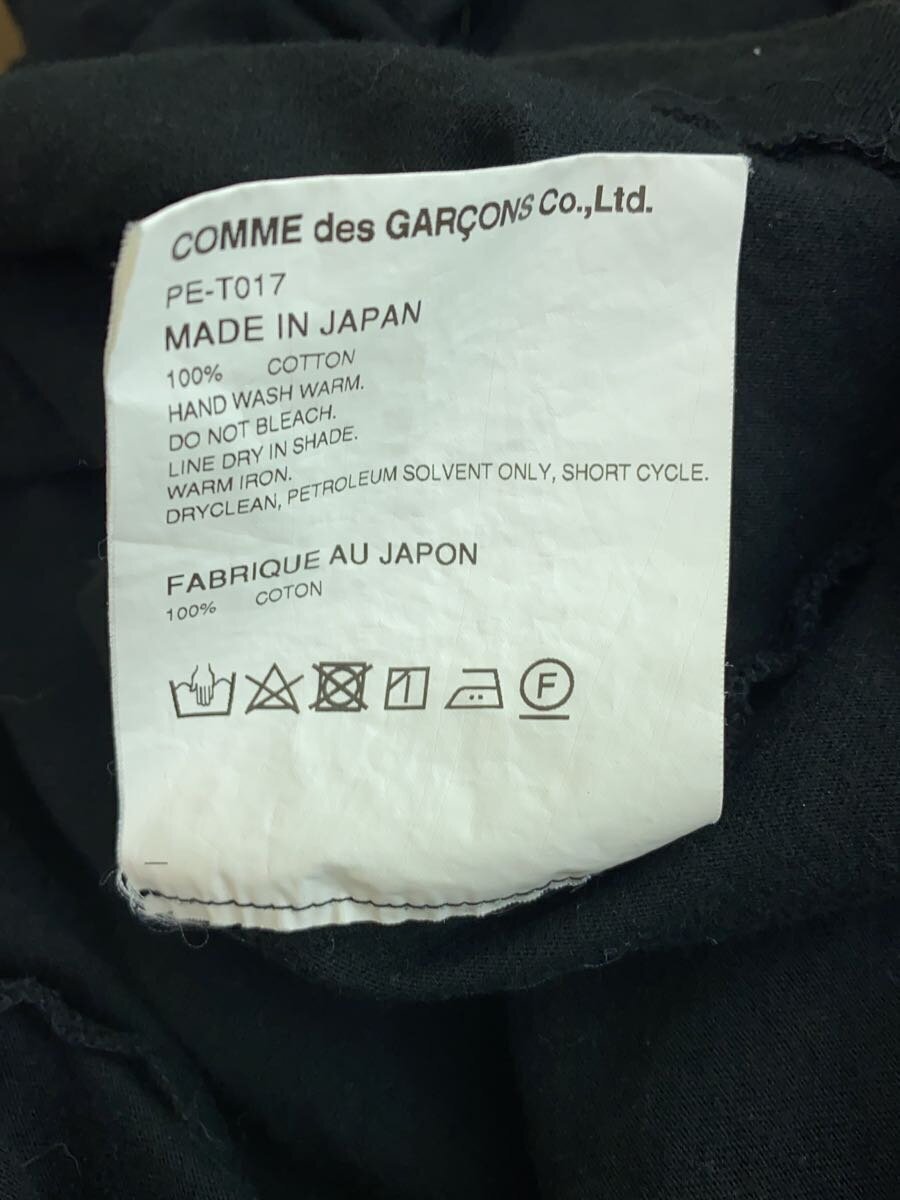 COMME des GARÇONS Co.,Ltd.
PE-T017
MADE IN JAPAN
100% COTTON
HAND WASH WARM.
DO NOT BLEACH.
LINE DRY IN SHADE.
WARM IRON.
DRYCLEAN, PETROLEUM SOLVENT ONLY, SHORT CYCLE.
FABRIQUE AU JAPON
100% COTON
F